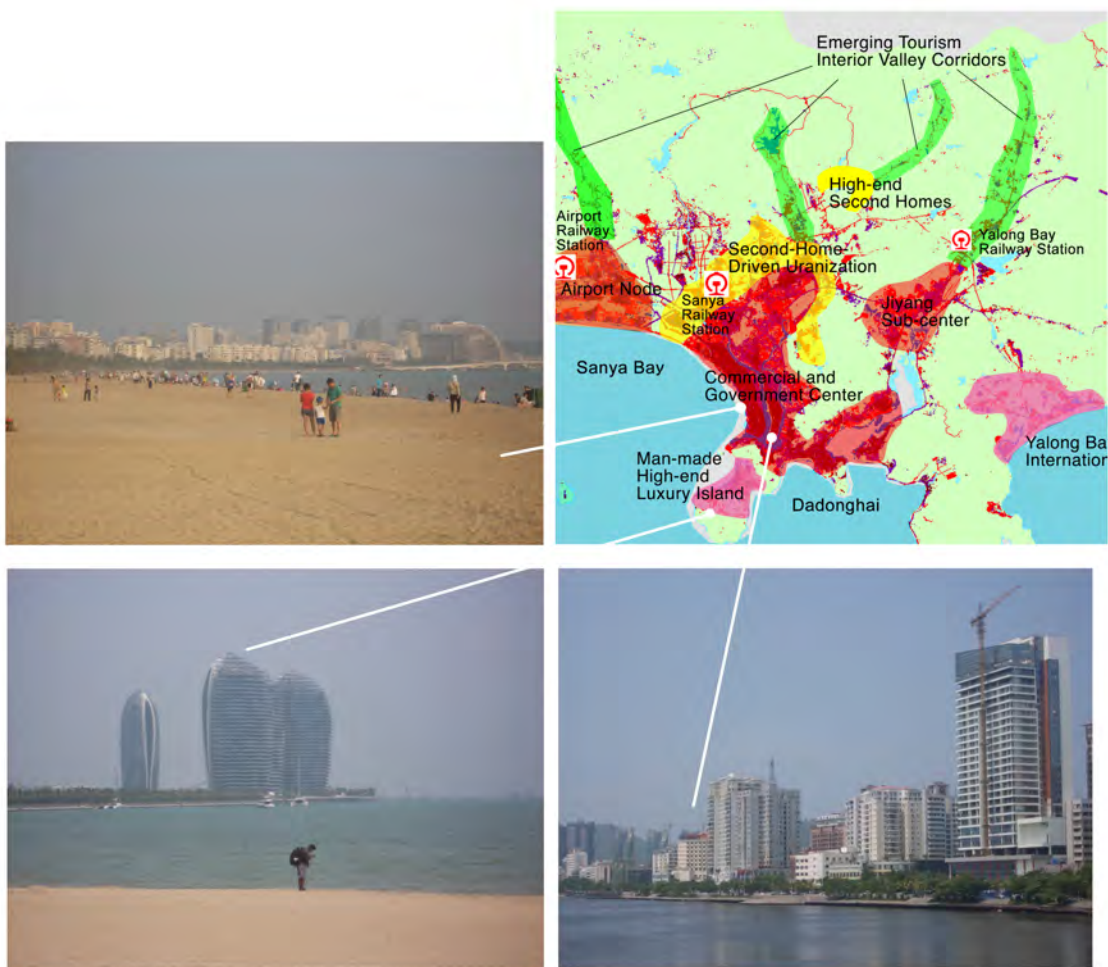 Emerging Tourism
Interior Valley Corridors
High-end
Second Homes
Airport
Railway
Station
Yalong Bay
Railway Station
Second-Home-
Driven Uranization
Airport Node
Sanya
Railway
Station
Jiyang
Sub-center
Sanya Bay
Commercial and
Government Center
Yalong Ba
Internation
Man-made
High-end
Luxury Island
Dadonghai